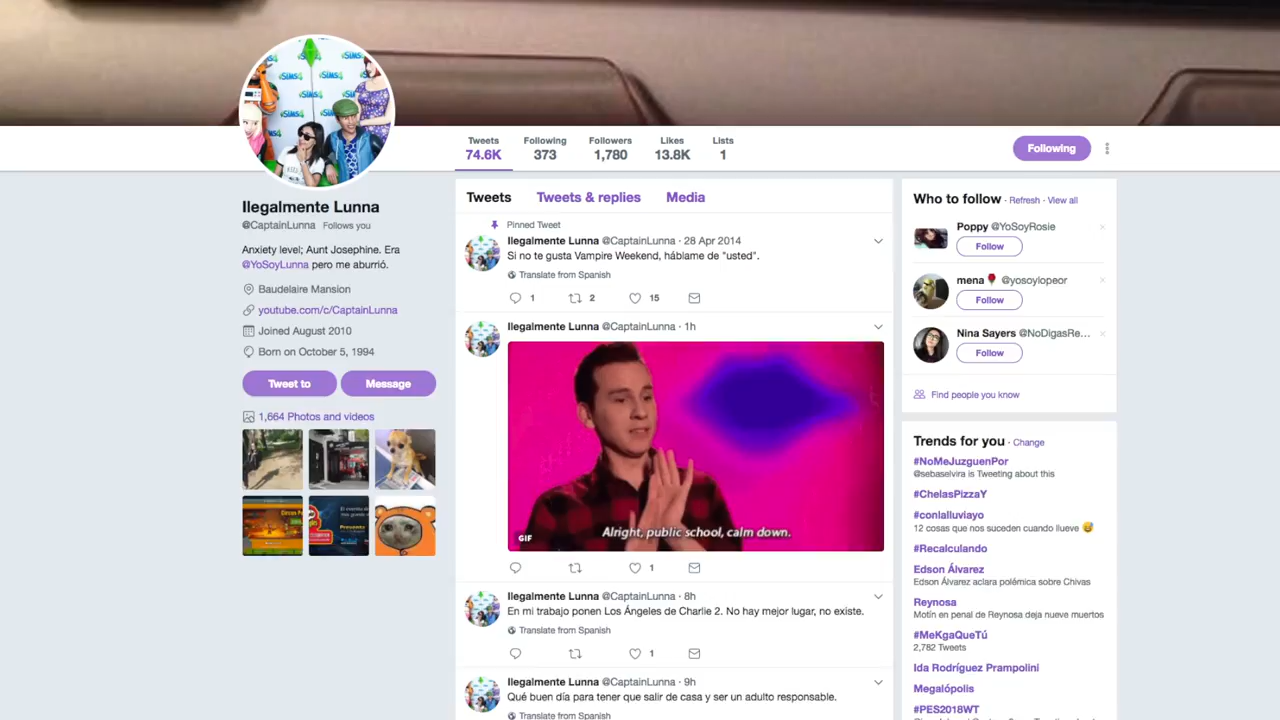 SIMS
Ilegalmente Lunna
@CaptainLunna Follows you
Anxiety level; Aunt Josephine. Era
@YoSoyLunna pero me aburrió.
Baudelaire Mansion
youtube.com/c/CaptainLunna
Joined August 2010
Born on October 5, 1994
Tweet to
Message
1,664 Photos and videos
Tweets Following Followers Likes Lists
74.6K 373 1,780 13.8K 1
Following
Tweets Tweets & replies Media
Pinned Tweet
Ilegalmente Lunna @CaptainLunna · 28 Apr 2014
Si no te gusta Vampire Weekend, háblame de "usted".
Translate from Spanish
1 2 15
Ilegalmente Lunna @CaptainLunna · 1h
Alright, public school, calm down.
GIF
1
Ilegalmente Lunna @CaptainLunna · 8h
En mi trabajo ponen Los Ángeles de Charlie 2. No hay mejor lugar, no existe.
Translate from Spanish
1
Ilegalmente Lunna @CaptainLunna · 9h
Qué buen día para tener que salir de casa y ser un adulto responsable.
Translate from Spanish
Who to follow · Refresh · View all
Poppy @YoSoyRosie
Follow
mena @yosoylopeor
Follow
Nina Sayers @NoDigasRe...
Follow
Find people you know
Trends for you · Change
#NoMeJuzguenPor
@sebaselvira is Tweeting about this
#ChelasPizzaY
#conlalluviayo
12 cosas que nos suceden cuando llueve
#Recalculando
Edson Álvarez
Edson Álvarez aclara polémica sobre Chivas
Reynosa
Motín en penal de Reynosa deja nueve muertos
#MeKgaQueTú
2,782 Tweets
Ida Rodríguez Prampolini
Megalópolis
#PES2018WT